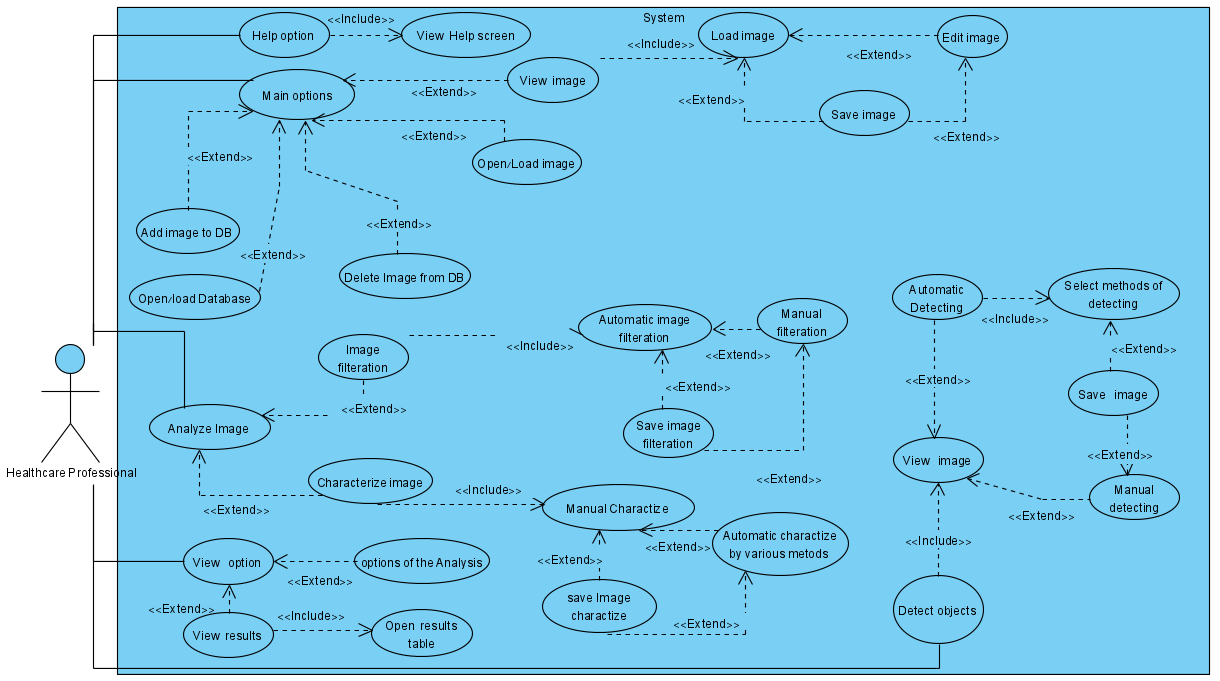 System
<<Include>>
Help option
View Help screen
Load image
Edit image
<<Include>>
<<Extend>>
View image
<<Extend>>
Main options
<<Extend>>
Save image
<<Extend>>
<<Extend>>
<<Extend>>
Open/Load image
Add image to DB
<<Extend>>
<<Extend>>
Delete Image from DB
Open/load Database
Automatic
Detecting
Select methods of
detecting
<<Include>>
Automatic image
filteration
Manual
filteration
Image
filteration
<<Include>>
<<Extend>>
<<Extend>>
<<Extend>>
<<Extend>>
<<Extend>>
Save image
Analyze Image
Save image
filteration
<<Extend>>
View image
Healthcare Professional
Characterize image
<<Include>>
<<Extend>>
Manual
detecting
<<Extend>>
Manual Charactize
<<Extend>>
Automatic charactize
by various metods
<<Extend>>
<<Extend>>
<<Include>>
View option
options of the Analysis
<<Extend>>
save Image
charactize
<<Extend>>
<<Include>>
<<Extend>>
Detect objects
View results
Open results
table